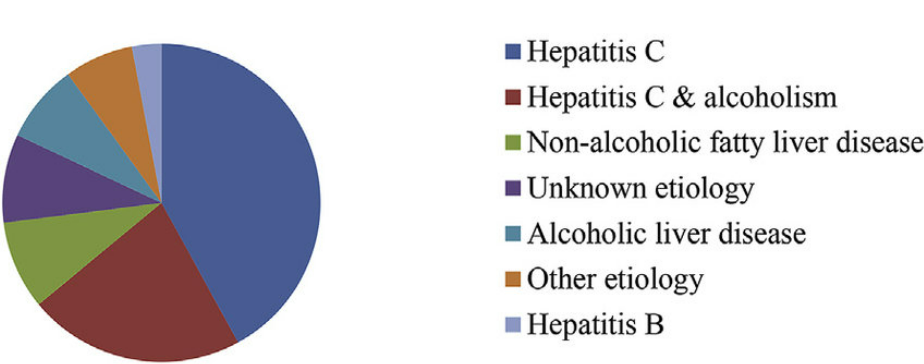 Hepatitis C
Hepatitis C & alcoholism
Non-alcoholic fatty liver disease
Unknown etiology
Alcoholic liver disease
Other etiology
Hepatitis B